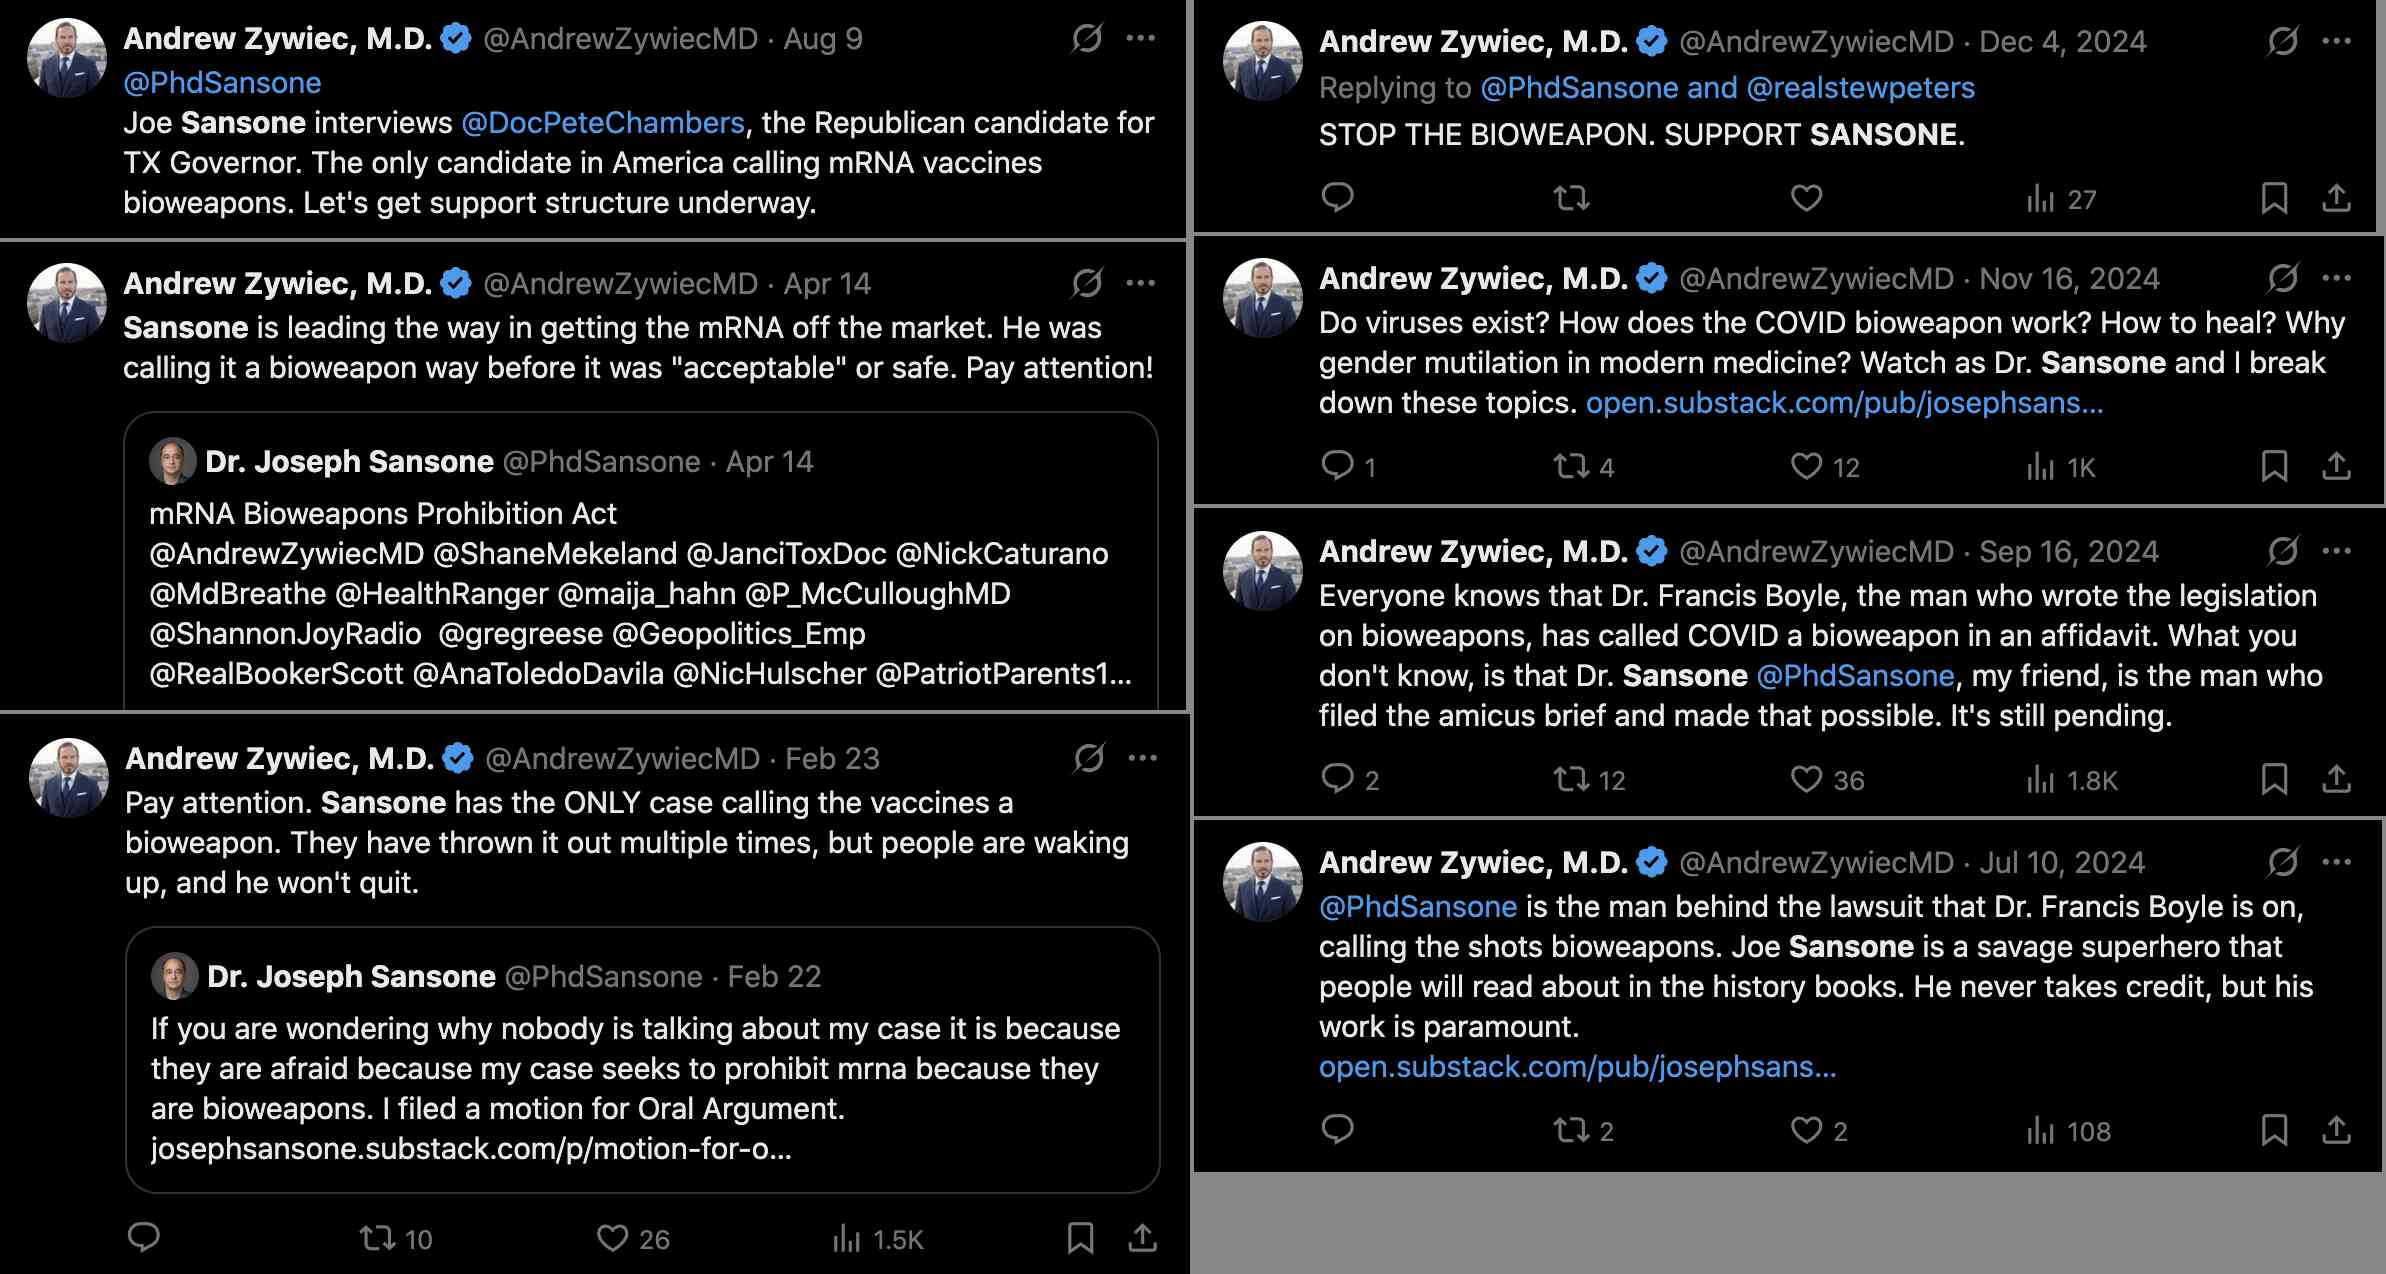 Andrew Zywiec, M.D. @AndrewZywiecMD · Aug 9
@PhdSansone
Joe Sansone interviews @DocPeteChambers, the Republican candidate for
TX Governor. The only candidate in America calling mRNA vaccines
bioweapons. Let's get support structure underway.
Andrew Zywiec, M.D. @AndrewZywiecMD · Apr 14
Sansone is leading the way in getting the mRNA off the market. He was
calling it a bioweapon way before it was "acceptable" or safe. Pay attention!
Dr. Joseph Sansone @PhdSansone · Apr 14
mRNA Bioweapons Prohibition Act
@AndrewZywiecMD @ShaneMekeland @JanciToxDoc @NickCaturano
@MdBreathe @HealthRanger @maija_hahn @P_McCulloughMD
@ShannonJoyRadio @gregreese @Geopolitics_Emp
@RealBookerScott @AnaToledoDavila @NicHulscher @PatriotParents1...
Andrew Zywiec, M.D. @AndrewZywiecMD · Feb 23
Pay attention. Sansone has the ONLY case calling the vaccines a
bioweapon. They have thrown it out multiple times, but people are waking
up, and he won't quit.
Dr. Joseph Sansone @PhdSansone · Feb 22
If you are wondering why nobody is talking about my case it is because
they are afraid because my case seeks to prohibit mrna because they
are bioweapons. I filed a motion for Oral Argument.
josephsansone.substack.com/p/motion-for-o...
10 26 1.5K
Andrew Zywiec, M.D. @AndrewZywiecMD · Dec 4, 2024
Replying to @PhdSansone and @realstewpeters
STOP THE BIOWEAPON. SUPPORT SANSONE.
27
Andrew Zywiec, M.D. @AndrewZywiecMD · Nov 16, 2024
Do viruses exist? How does the COVID bioweapon work? How to heal? Why
gender mutilation in modern medicine? Watch as Dr. Sansone and I break
down these topics. open.substack.com/pub/josephsans...
1 4 12 1K
Andrew Zywiec, M.D. @AndrewZywiecMD · Sep 16, 2024
Everyone knows that Dr. Francis Boyle, the man who wrote the legislation
on bioweapons, has called COVID a bioweapon in an affidavit. What you
don't know, is that Dr. Sansone @PhdSansone, my friend, is the man who
filed the amicus brief and made that possible. It's still pending.
2 12 36 1.8K
Andrew Zywiec, M.D. @AndrewZywiecMD · Jul 10, 2024
@PhdSansone is the man behind the lawsuit that Dr. Francis Boyle is on,
calling the shots bioweapons. Joe Sansone is a savage superhero that
people will read about in the history books. He never takes credit, but his
work is paramount.
open.substack.com/pub/josephsans...
2 2 108